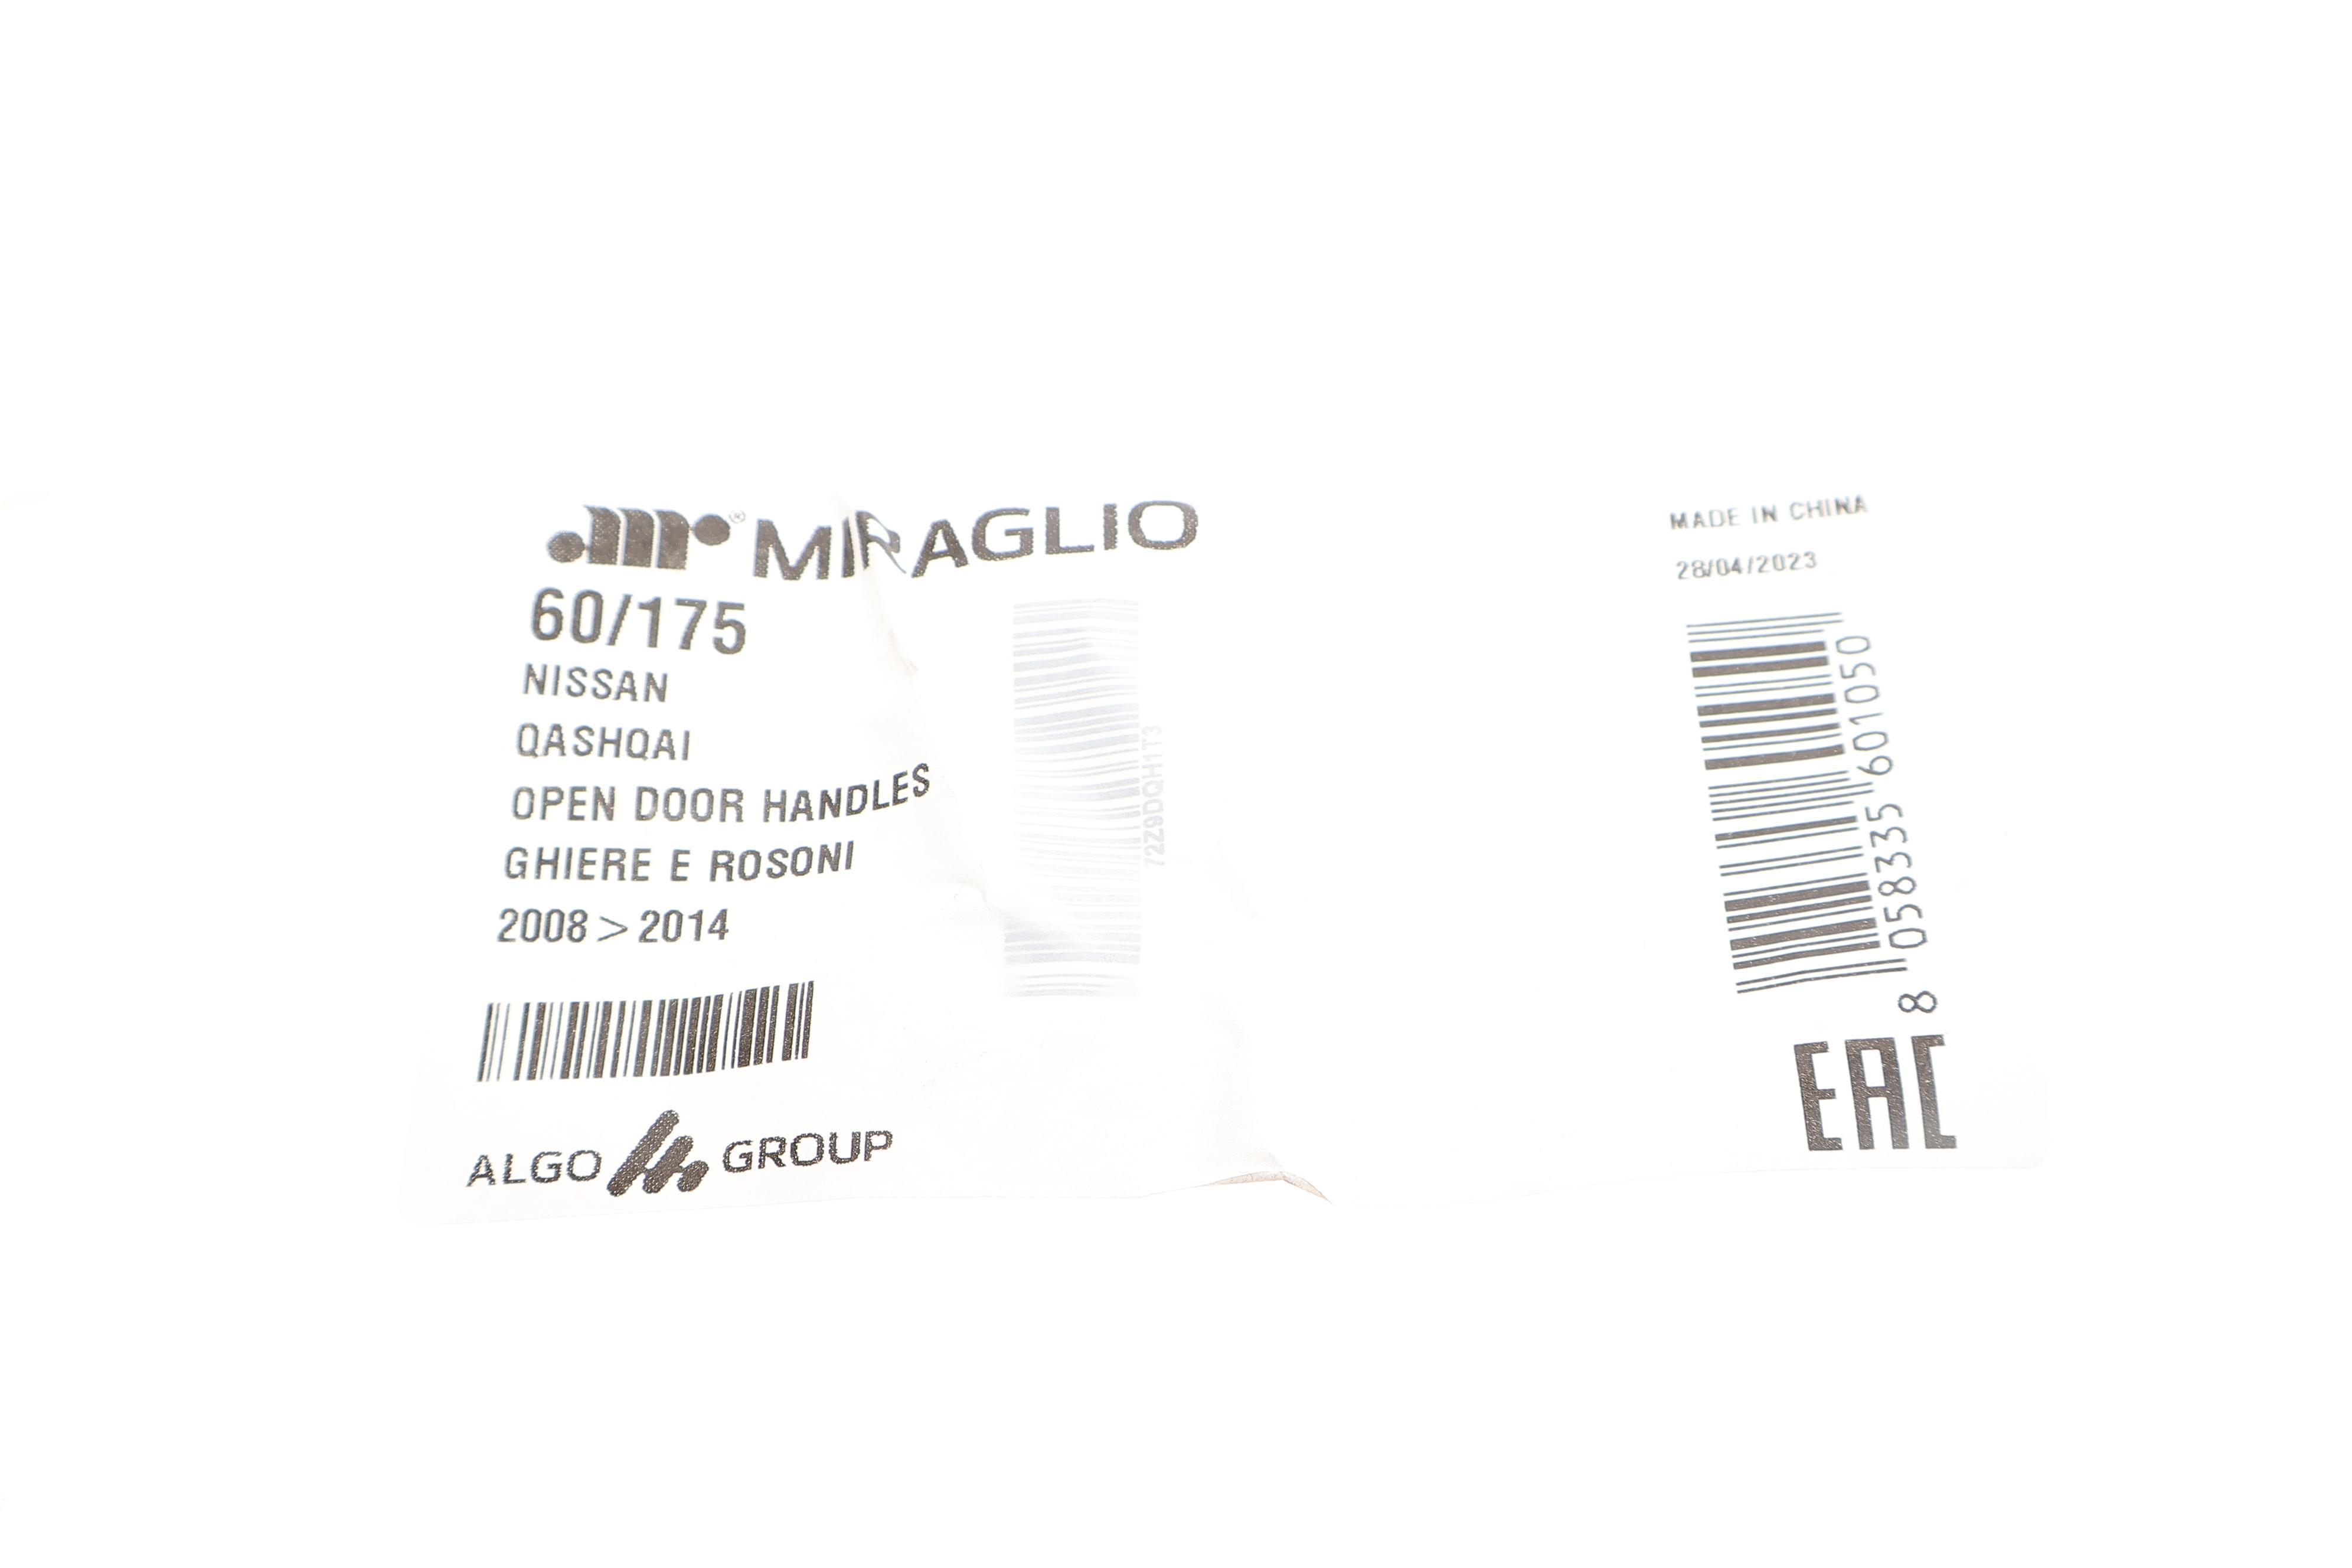 MIRAGLIO
60/175
NISSAN
QASHQAI
OPEN DOOR HANDLES
GHIERE E ROSONI
2008 > 2014
ALGO GROUP
MADE IN CHINA
28/04/2023
8 058335 601050
EAC